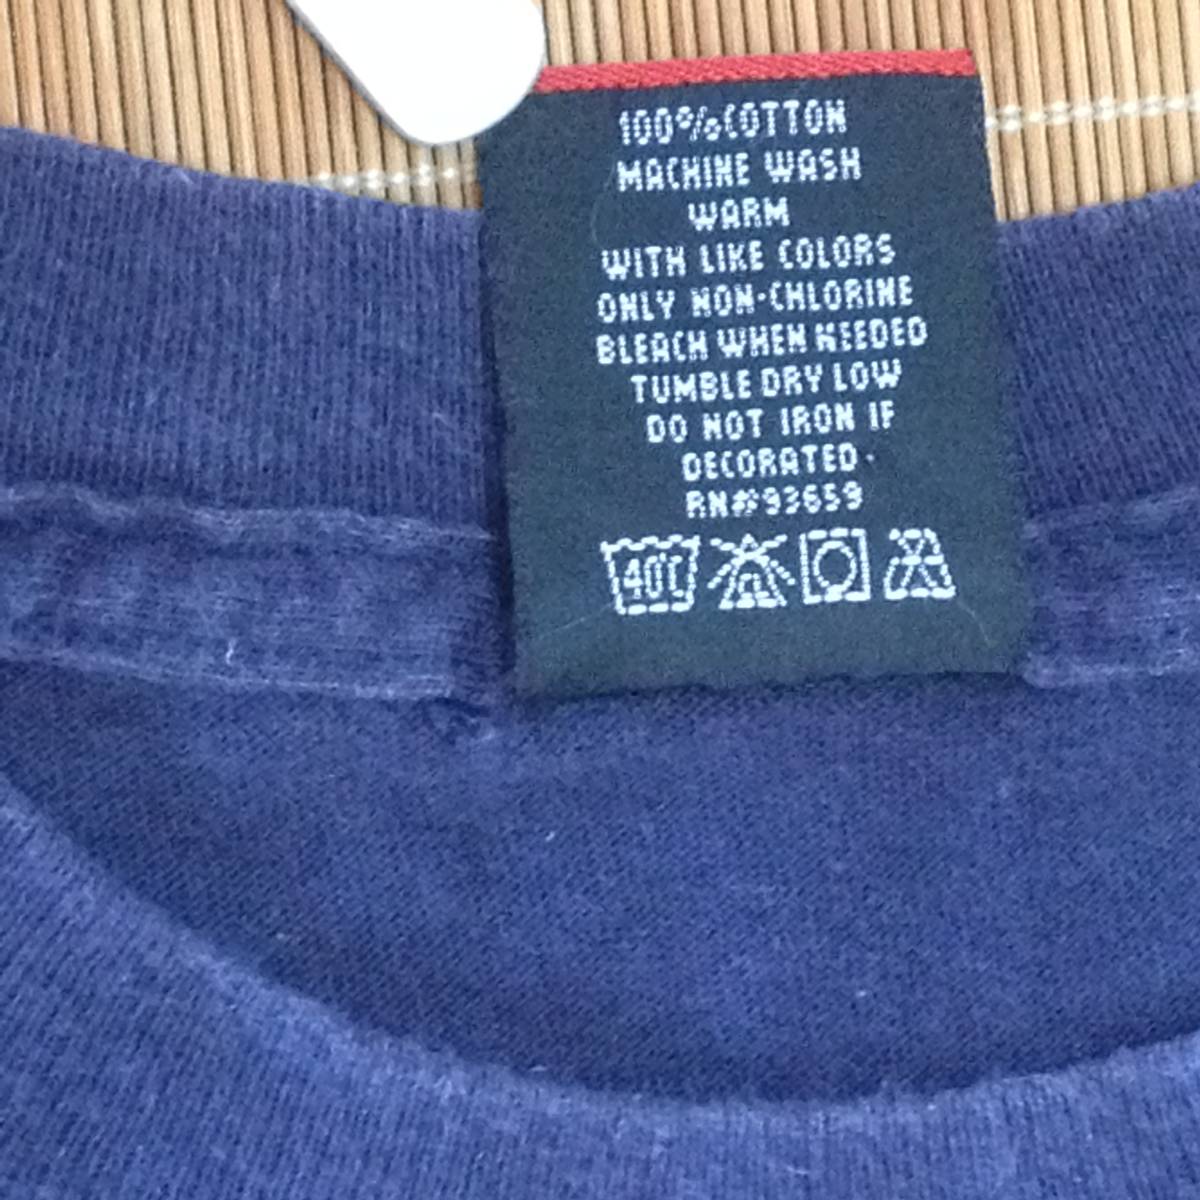 100% COTTON
MACHINE WASH
WARM
WITH LIKE COLORS
ONLY NON-CHLORINE
BLEACH WHEN NEEDED
TUMBLE DRY LOW
DO NOT IRON IF
DECORATED.
RN#93659
40C